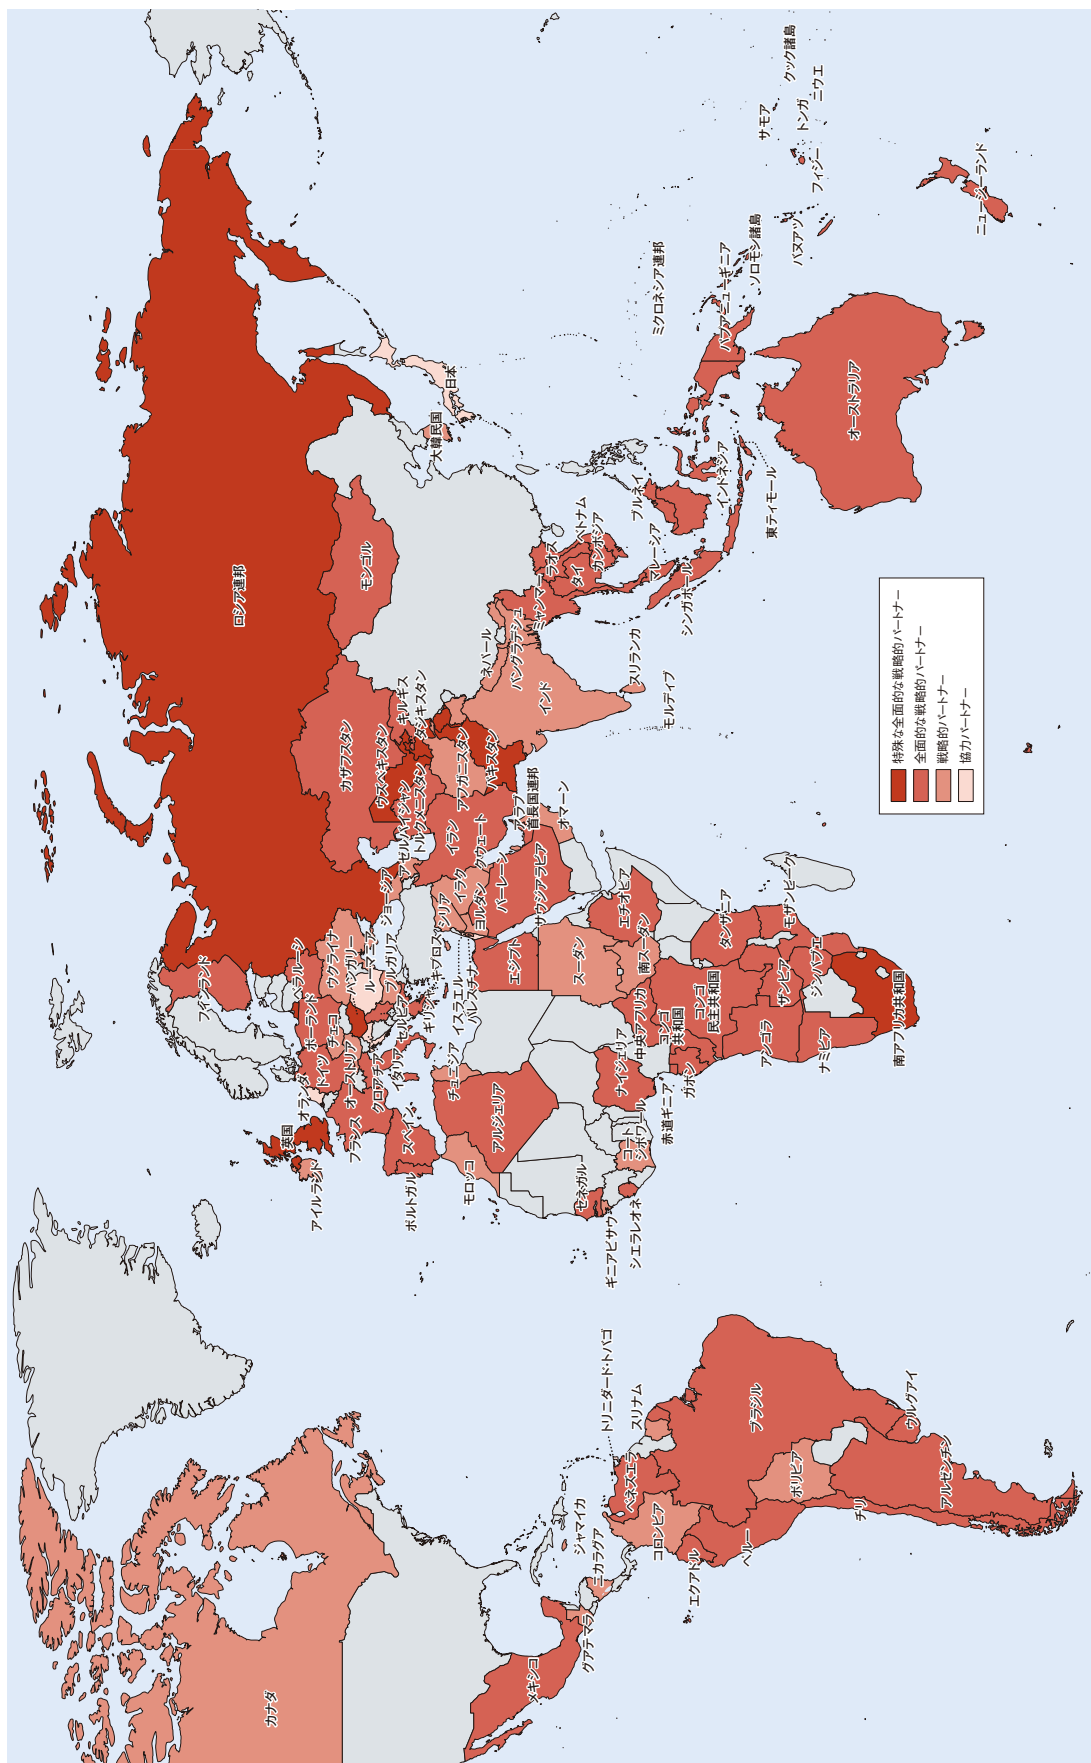 カナダ
メキシコ
グアテマラ
ニカラグア
ジャマイカ
トリニダード・トバゴ
ベネズエラ
スリナム
コロンビア
エクアドル
ペルー
ブラジル
ボリビア
チリ
アルゼンチン
ウルグアイ
アイルランド
英国
オランダ
フランス
ドイツ
ポーランド
チェコ
オーストリア
クロアチア
イタリア
スペイン
ポルトガル
フィンランド
ベラルーシ
ウクライナ
ハンガリー
ルーマニア
ブルガリア
セルビア
ギリシャ
キプロス
ロシア連邦
ジョージア
アゼルバイジャン
トルクメニスタン
カザフスタン
ウズベキスタン
キルギス
タジキスタン
アフガニスタン
パキスタン
イラン
イラク
シリア
ヨルダン
イスラエル
パレスチナ
クウェート
バーレーン
サウジアラビア
アラブ
首長国連邦
オマーン
モロッコ
アルジェリア
チュニジア
エジプト
スーダン
南スーダン
エチオピア
セネガル
ギニアビサウ
シエラレオネ
コート
ジボワール
ナイジェリア
赤道ギニア
ガボン
中央アフリカ
コンゴ
共和国
コンゴ
民主共和国
タンザニア
アンゴラ
ザンビア
モザンビーク
ジンバブエ
ナミビア
南アフリカ共和国
モンゴル
大韓民国
日本
ネパール
バングラデシュ
インド
スリランカ
モルディブ
ミャンマー
ラオス
タイ
ベトナム
カンボジア
マレーシア
シンガポール
ブルネイ
インドネシア
東ティモール
パプアニューギニア
ミクロネシア連邦
ソロモン諸島
バヌアツ
フィジー
サモア
トンガ
ニウエ
クック諸島
オーストラリア
ニュージーランド
特殊な全面的な戦略的パートナー
全面的な戦略的パートナー
戦略的パートナー
協力パートナー